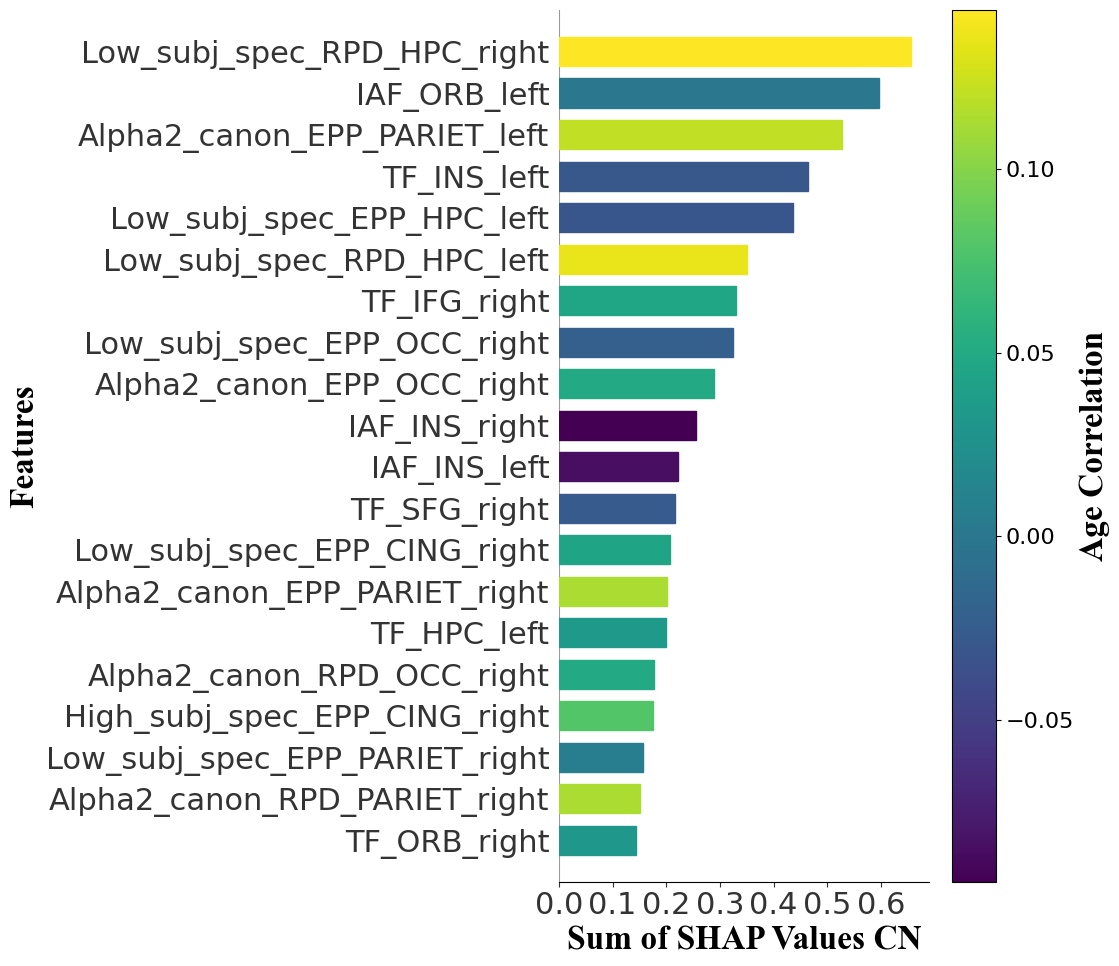 Features
Low_subj_spec_RPD_HPC_right
IAF_ORB_left
Alpha2_canon_EPP_PARIET_left
TF_INS_left
Low_subj_spec_EPP_HPC_left
Low_subj_spec_RPD_HPC_left
TF_IFG_right
Low_subj_spec_EPP_OCC_right
Alpha2_canon_EPP_OCC_right
IAF_INS_right
IAF_INS_left
TF_SFG_right
Low_subj_spec_EPP_CING_right
Alpha2_canon_EPP_PARIET_right
TF_HPC_left
Alpha2_canon_RPD_OCC_right
High_subj_spec_EPP_CING_right
Low_subj_spec_EPP_PARIET_right
Alpha2_canon_RPD_PARIET_right
TF_ORB_right
0.0 0.1 0.2 0.3 0.4 0.5 0.6
Sum of SHAP Values CN
0.10
0.05
0.00
−0.05
Age Correlation